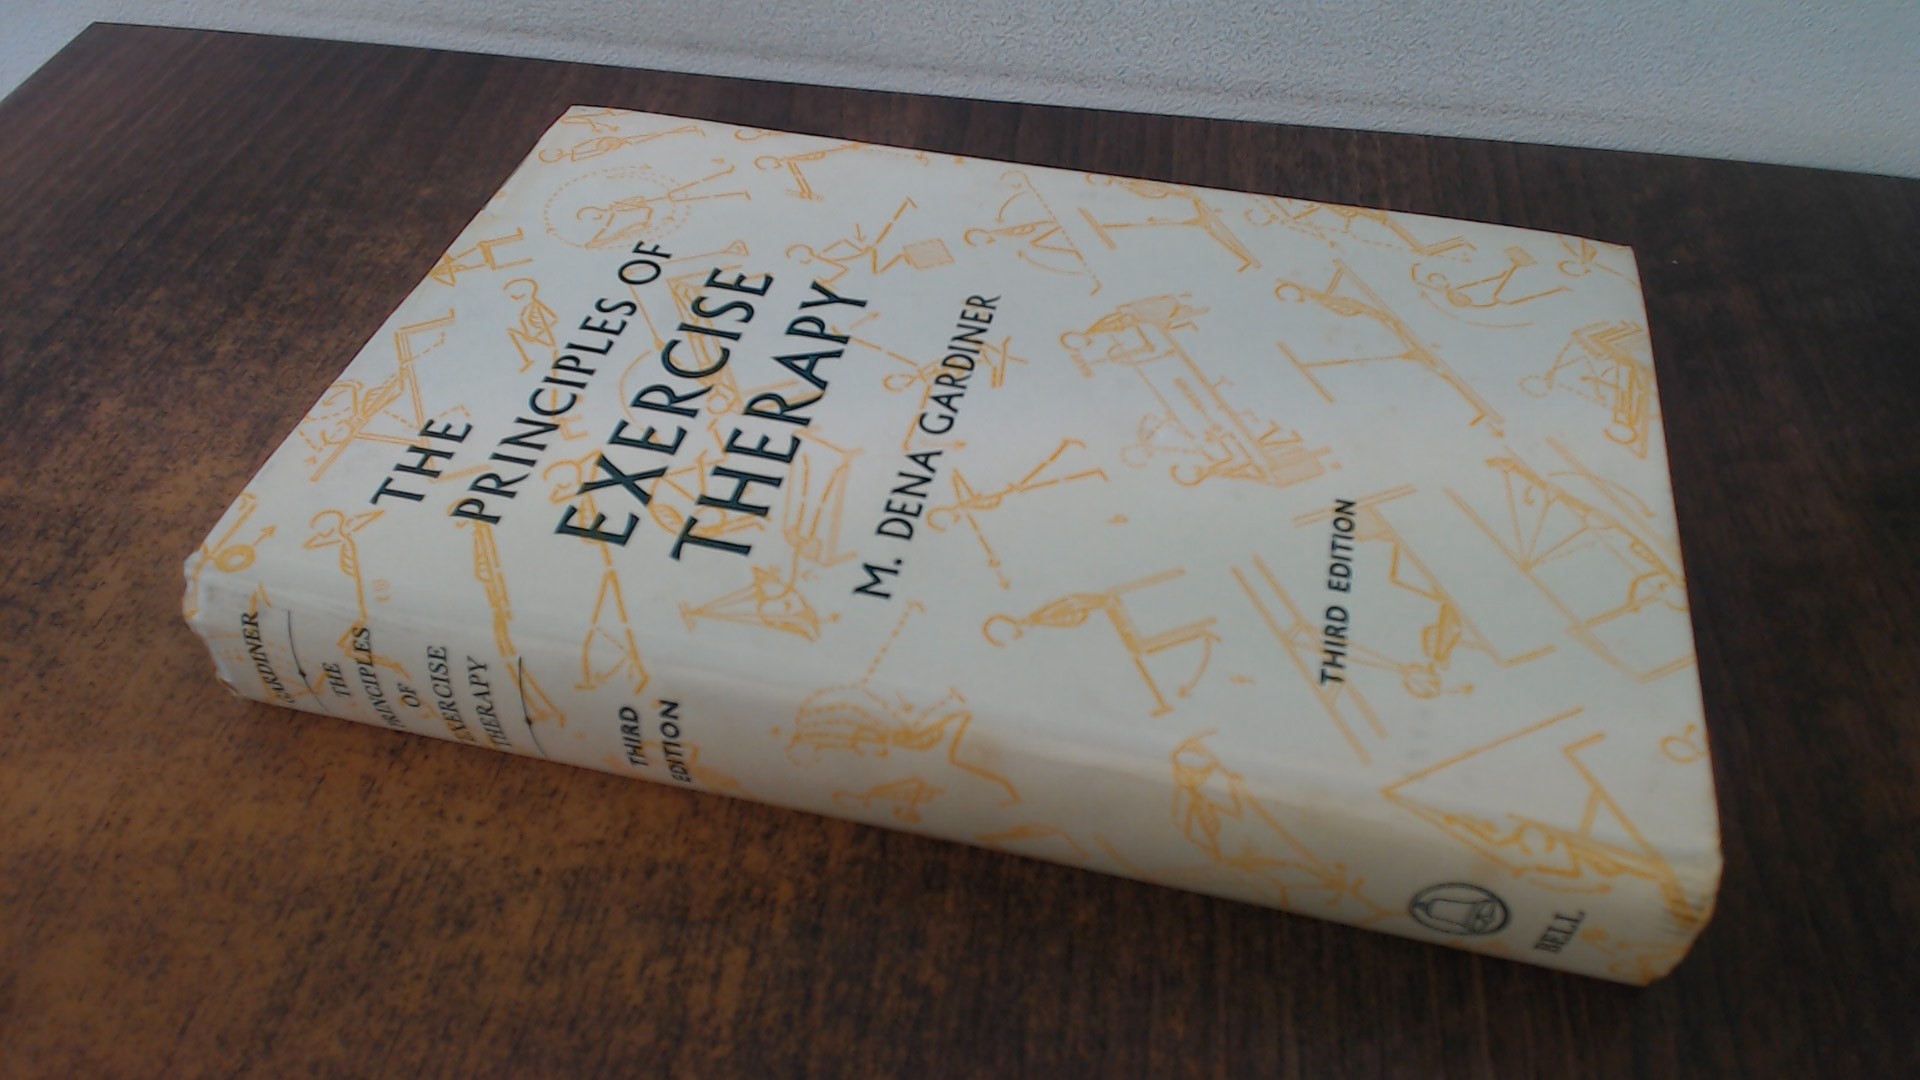 THE
PRINCIPLES OF
EXERCISE
THERAPY
M. DENA GARDINER
THIRD EDITION
GARDINER
THE
PRINCIPLES
OF
EXERCISE
THERAPY
THIRD
EDITION
BELL